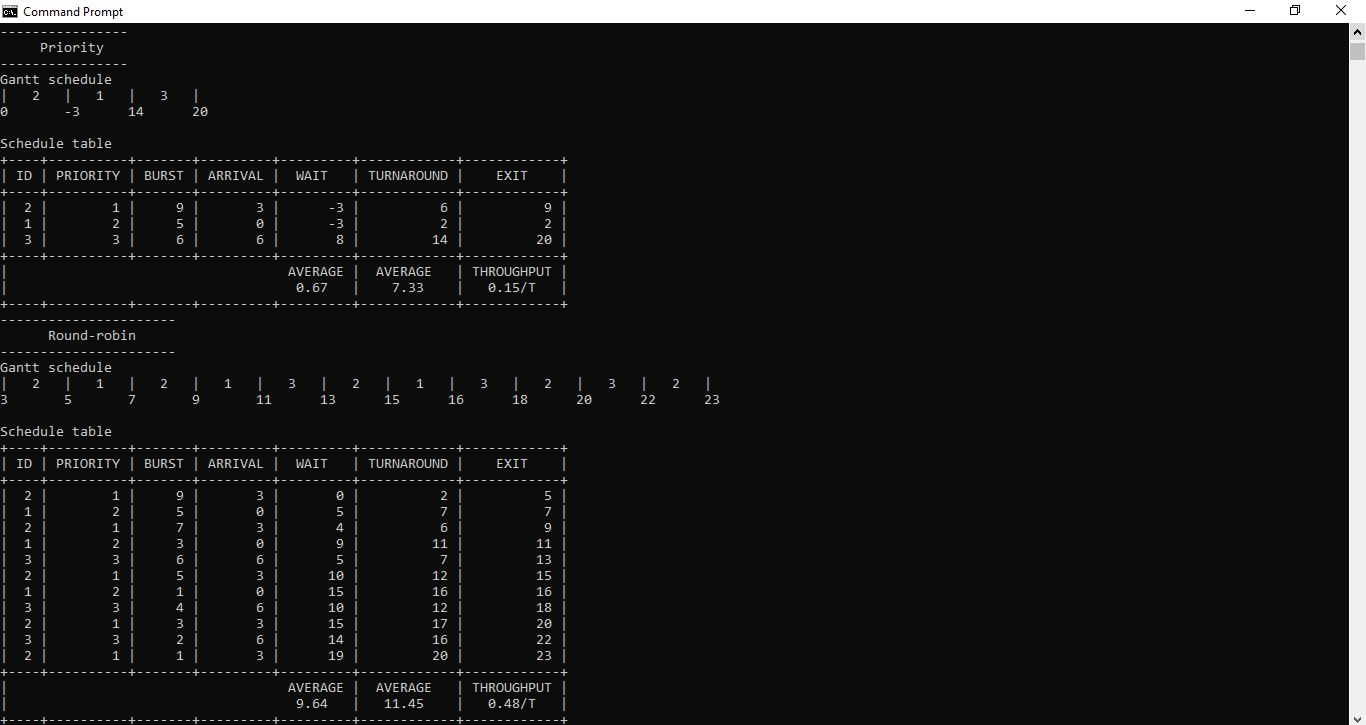 Command Prompt
----------------
     Priority
----------------
Gantt schedule
|   2   |   1   |   3   |
0       -3      14      20
Schedule table
+----+----------+-------+---------+---------+------------+------------+
| ID | PRIORITY | BURST | ARRIVAL |  WAIT   | TURNAROUND |    EXIT    |
+----+----------+-------+---------+---------+------------+------------+
|  2 |        1 |     9 |       3 |      -3 |          6 |          9 |
|  1 |        2 |     5 |       0 |      -3 |          2 |          2 |
|  3 |        3 |     6 |       6 |       8 |         14 |         20 |
+----+----------+-------+---------+---------+------------+------------+
|                                   AVERAGE |  AVERAGE   | THROUGHPUT |
|                                    0.67   |    7.33    |   0.15/T   |
+----+----------+-------+---------+---------+------------+------------+
----------------------
      Round-robin
----------------------
Gantt schedule
|   2   |   1   |   2   |   1   |   3   |   2   |   1   |   3   |   2   |   3   |   2   |
3       5       7       9       11      13      15      16      18      20      22      23
Schedule table
+----+----------+-------+---------+---------+------------+------------+
| ID | PRIORITY | BURST | ARRIVAL |  WAIT   | TURNAROUND |    EXIT    |
+----+----------+-------+---------+---------+------------+------------+
|  2 |        1 |     9 |       3 |       0 |          2 |          5 |
|  1 |        2 |     5 |       0 |       5 |          7 |          7 |
|  2 |        1 |     7 |       3 |       4 |          6 |          9 |
|  1 |        2 |     3 |       0 |       9 |         11 |         11 |
|  3 |        3 |     6 |       6 |       5 |          7 |         13 |
|  2 |        1 |     5 |       3 |      10 |         12 |         15 |
|  1 |        2 |     1 |       0 |      15 |         16 |         16 |
|  3 |        3 |     4 |       6 |      10 |         12 |         18 |
|  2 |        1 |     3 |       3 |      15 |         17 |         20 |
|  3 |        3 |     2 |       6 |      14 |         16 |         22 |
|  2 |        1 |     1 |       3 |      19 |         20 |         23 |
+----+----------+-------+---------+---------+------------+------------+
|                                   AVERAGE |  AVERAGE   | THROUGHPUT |
|                                    9.64   |   11.45    |   0.48/T   |
+----+----------+-------+---------+---------+------------+------------+